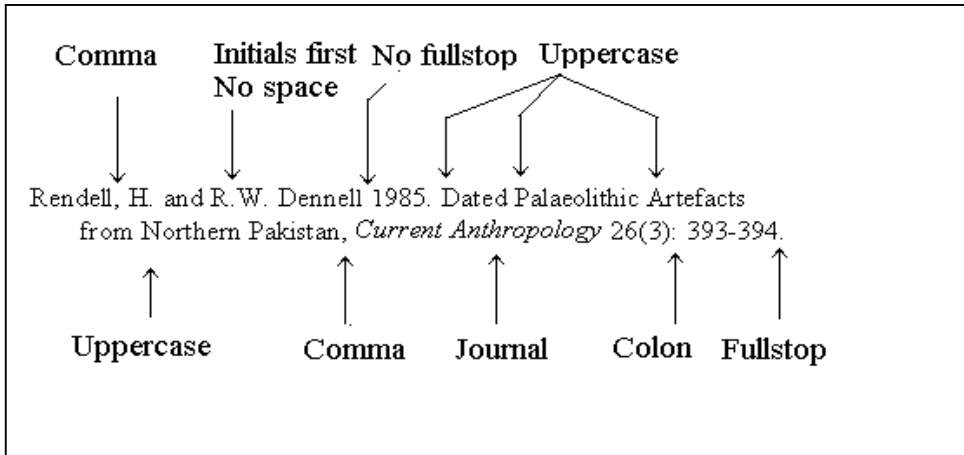 Comma Initials first No fullstop Uppercase
No space
Rendell, H. and R.W. Dennell 1985. Dated Palaeolithic Artefacts
from Northern Pakistan, Current Anthropology 26(3): 393-394.
Uppercase Comma Journal Colon Fullstop